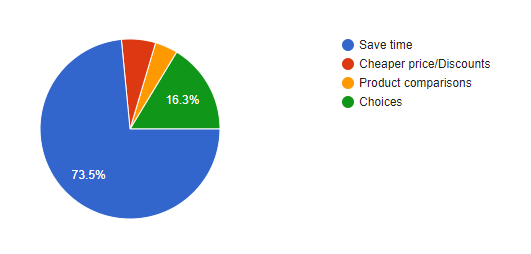 Save time
Cheaper price/Discounts
Product comparisons
Choices
16.3%
73.5%